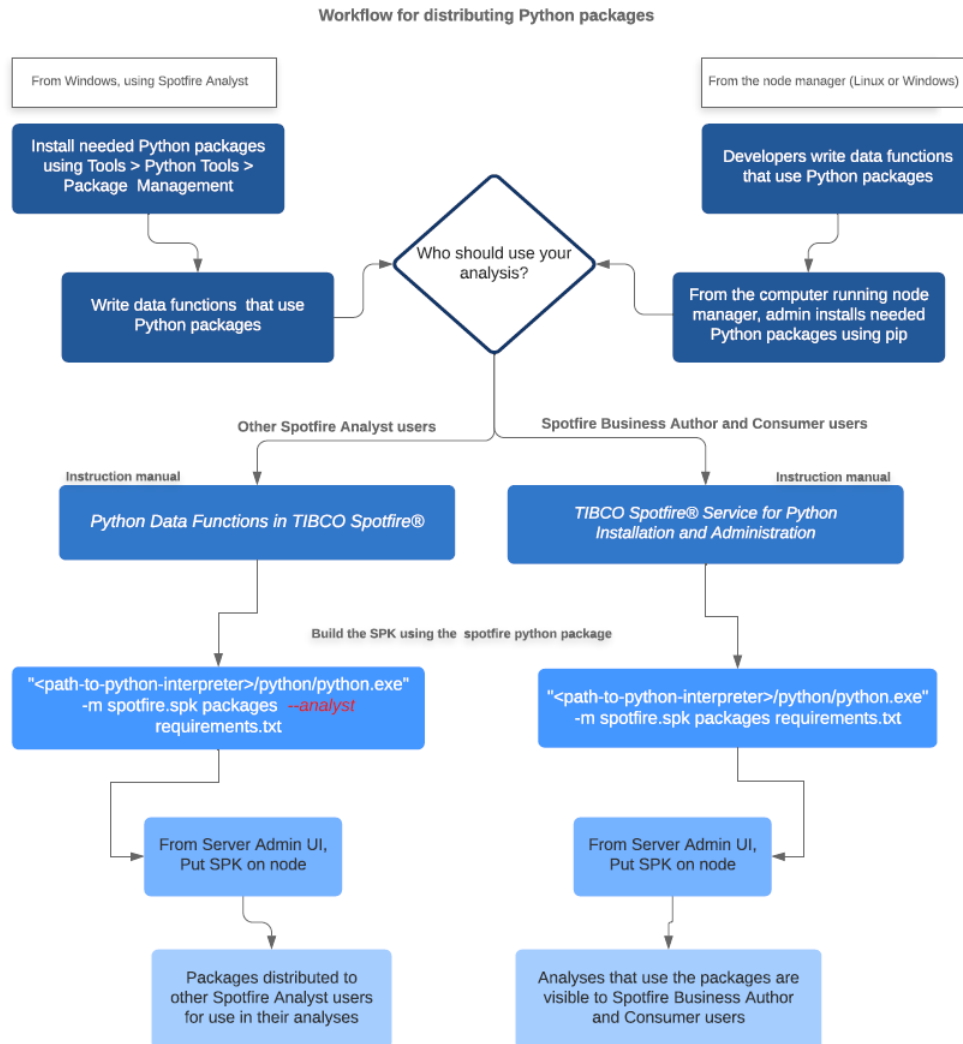 Workflow for distributing Python packages
From Windows, using Spotfire Analyst
From the node manager (Linux or Windows)
Install needed Python packages
using Tools > Python Tools >
Package Management
Developers write data functions
that use Python packages
Who should use your
analysis?
Write data functions that use
Python packages
From the computer running node
manager, admin installs needed
Python packages using pip
Other Spotfire Analyst users
Spotfire Business Author and Consumer users
Instruction manual
Instruction manual
Python Data Functions in TIBCO Spotfire®
TIBCO Spotfire® Service for Python
Installation and Administration
Build the SPK using the spotfire python package
"<path-to-python-interpreter>/python/python.exe"
-m spotfire.spk packages --analyst
requirements.txt
"<path-to-python-interpreter>/python/python.exe"
-m spotfire.spk packages requirements.txt
From Server Admin UI,
Put SPK on node
From Server Admin UI,
Put SPK on node
Packages distributed to
other Spotfire Analyst users
for use in their analyses
Analyses that use the packages are
visible to Spotfire Business Author
and Consumer users